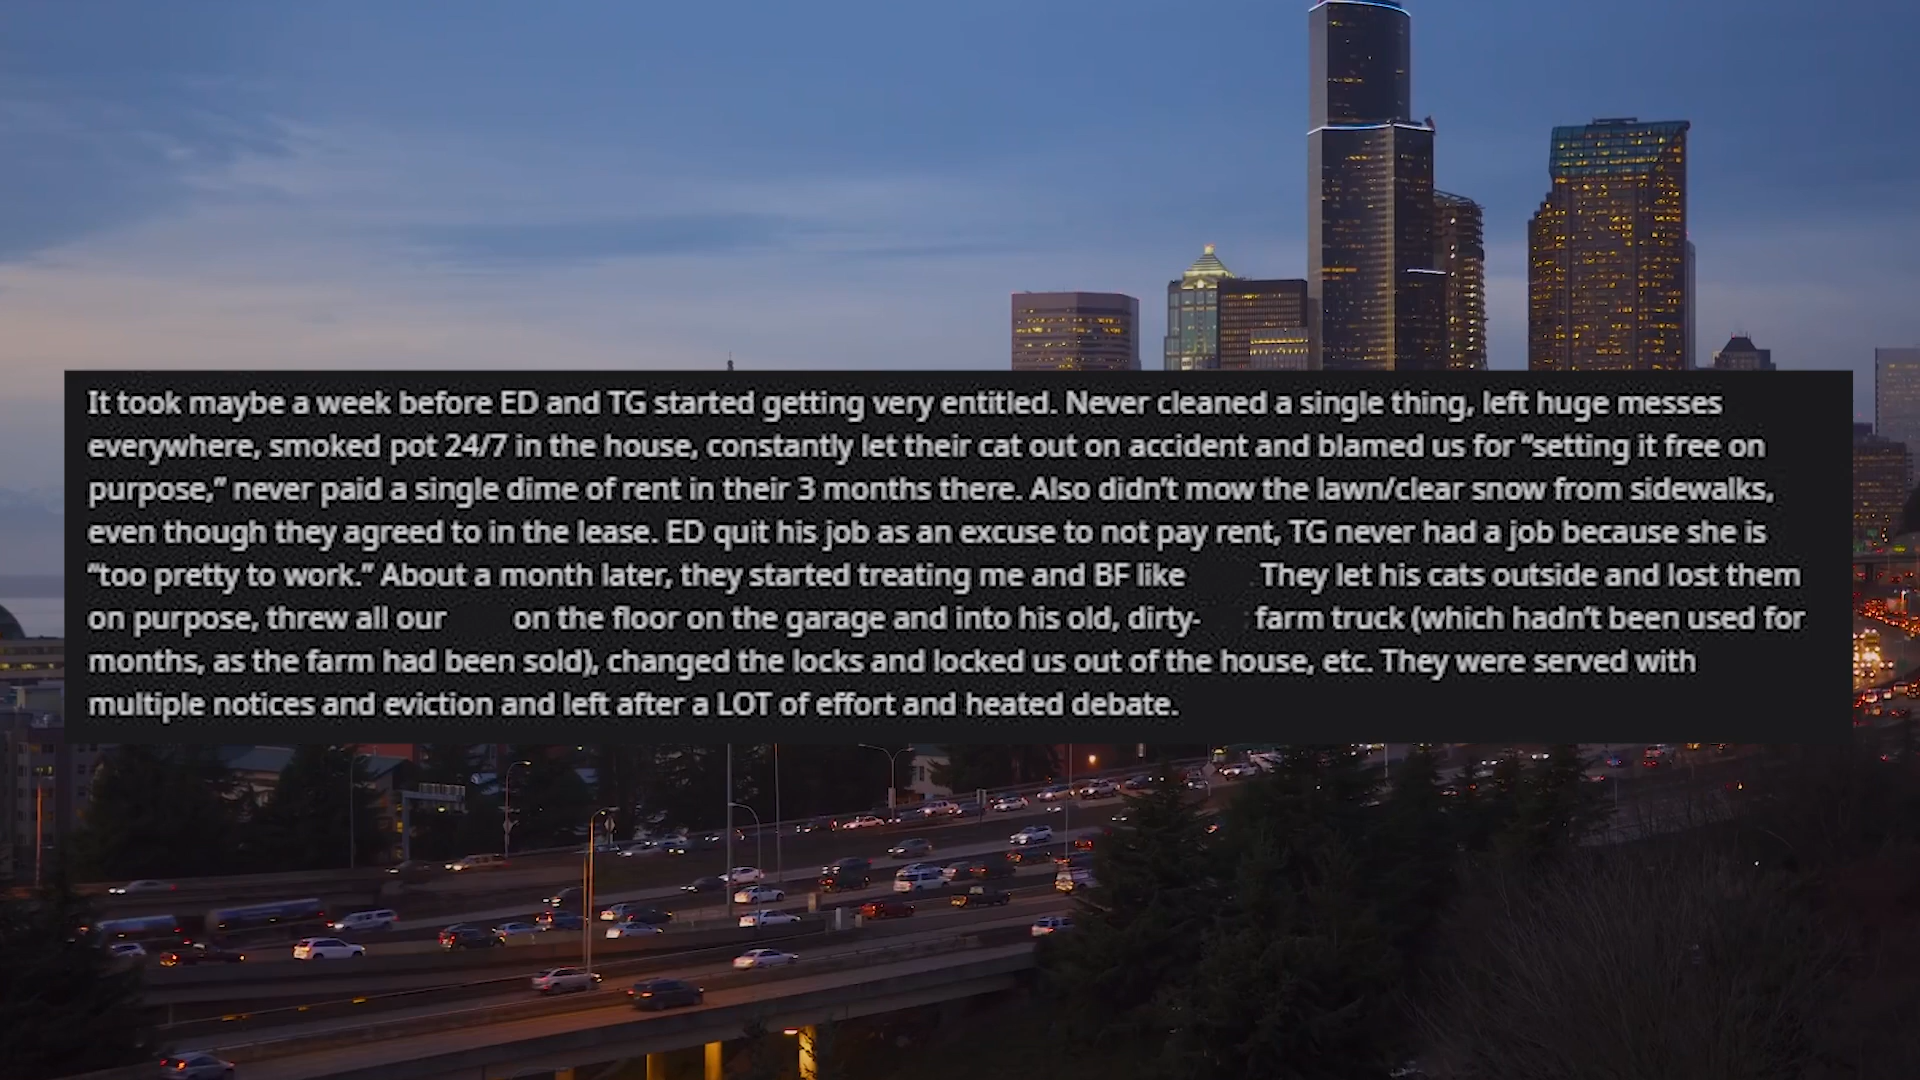 It took maybe a week before ED and TG started getting very entitled. Never cleaned a single thing, left huge messes
everywhere, smoked pot 24/7 in the house, constantly let their cat out on accident and blamed us for “setting it free on
purpose,” never paid a single dime of rent in their 3 months there. Also didn’t mow the lawn/clear snow from sidewalks,
even though they agreed to in the lease. ED quit his job as an excuse to not pay rent, TG never had a job because she is
“too pretty to work.” About a month later, they started treating me and BF like They let his cats outside and lost them
on purpose, threw all our on the floor on the garage and into his old, dirty- farm truck (which hadn’t been used for
months, as the farm had been sold), changed the locks and locked us out of the house, etc. They were served with
multiple notices and eviction and left after a LOT of effort and heated debate.